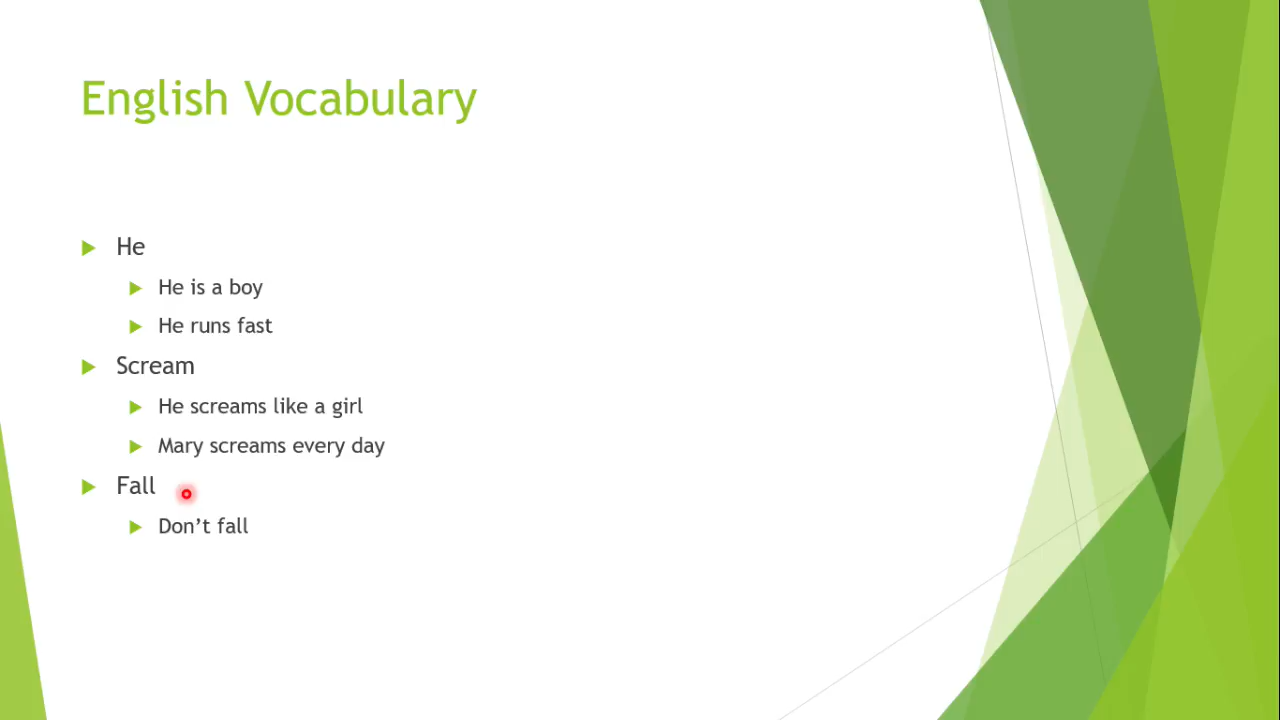 English Vocabulary
He
He is a boy
He runs fast
Scream
He screams like a girl
Mary screams every day
Fall
Don’t fall